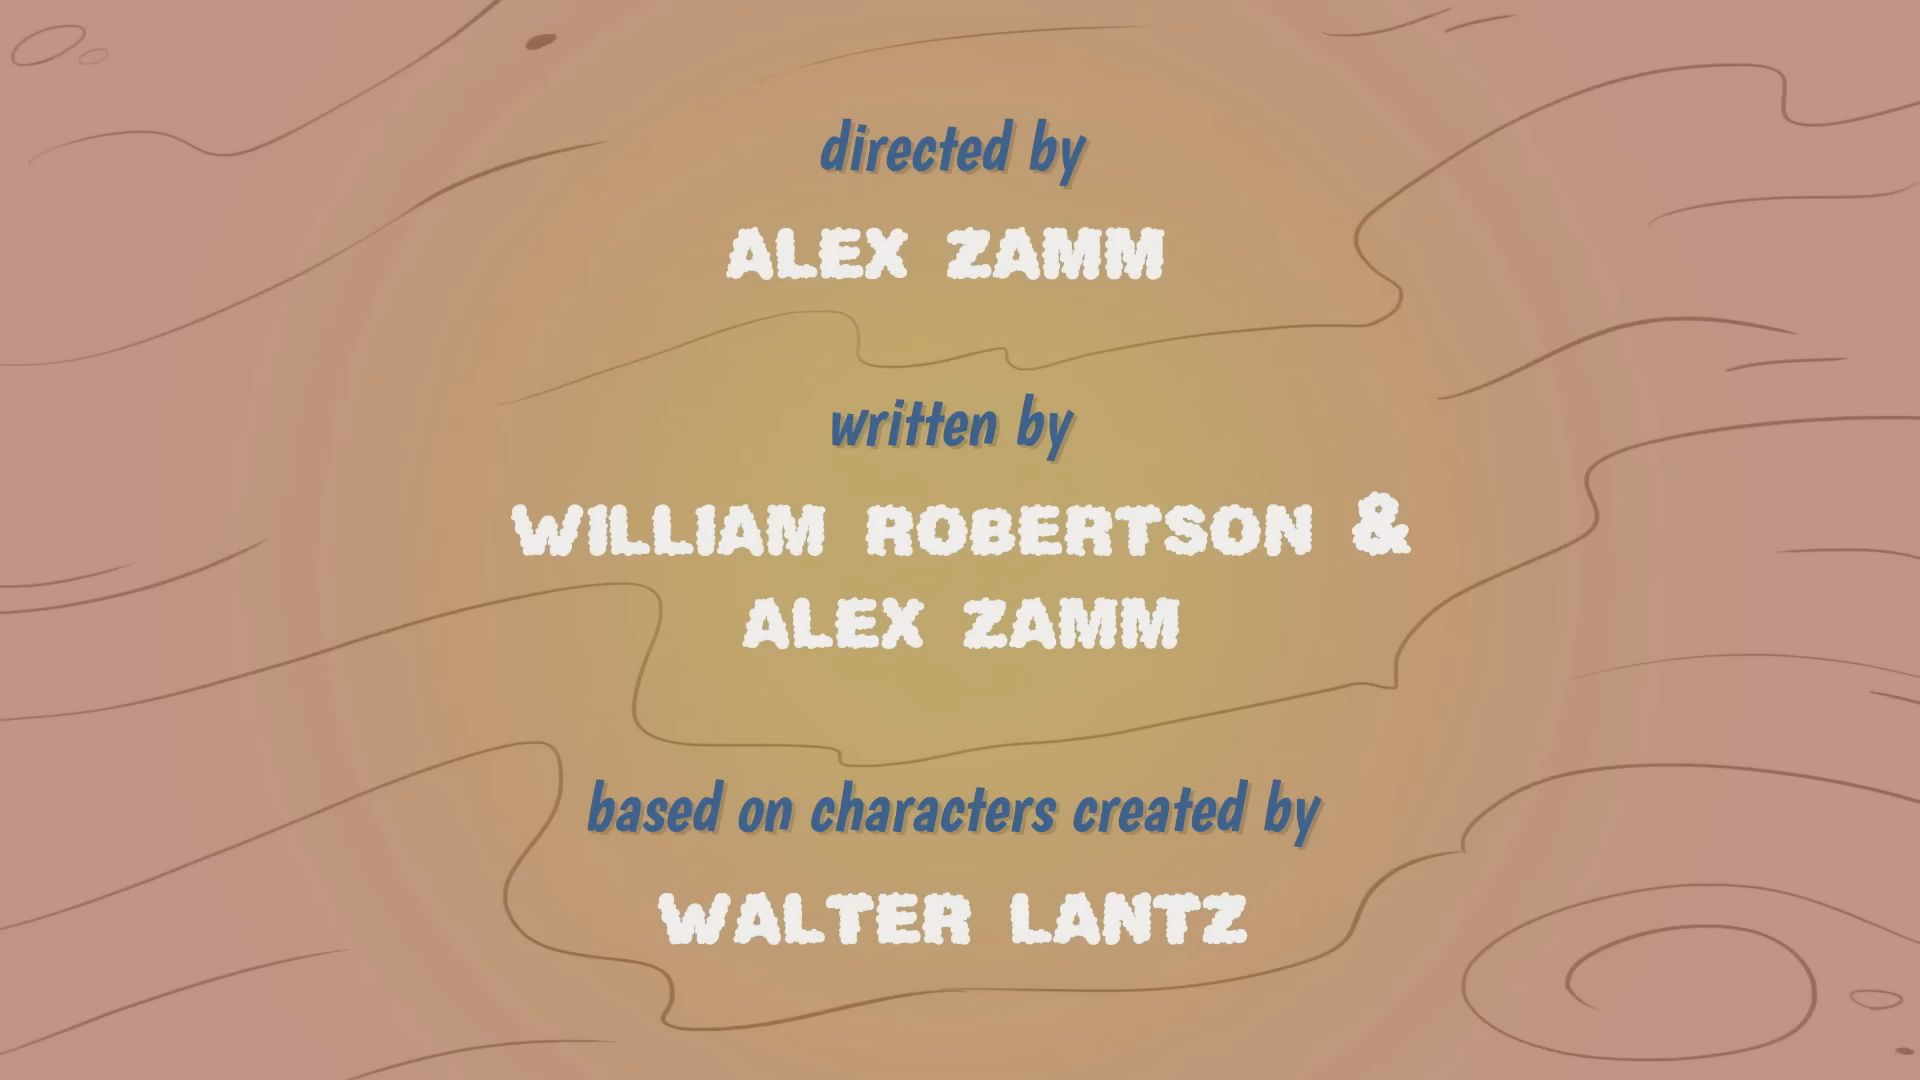 directed by
ALEX ZAMM
written by
WILLIAM ROBERTSON &
ALEX ZAMM
based on characters created by
WALTER LANTZ